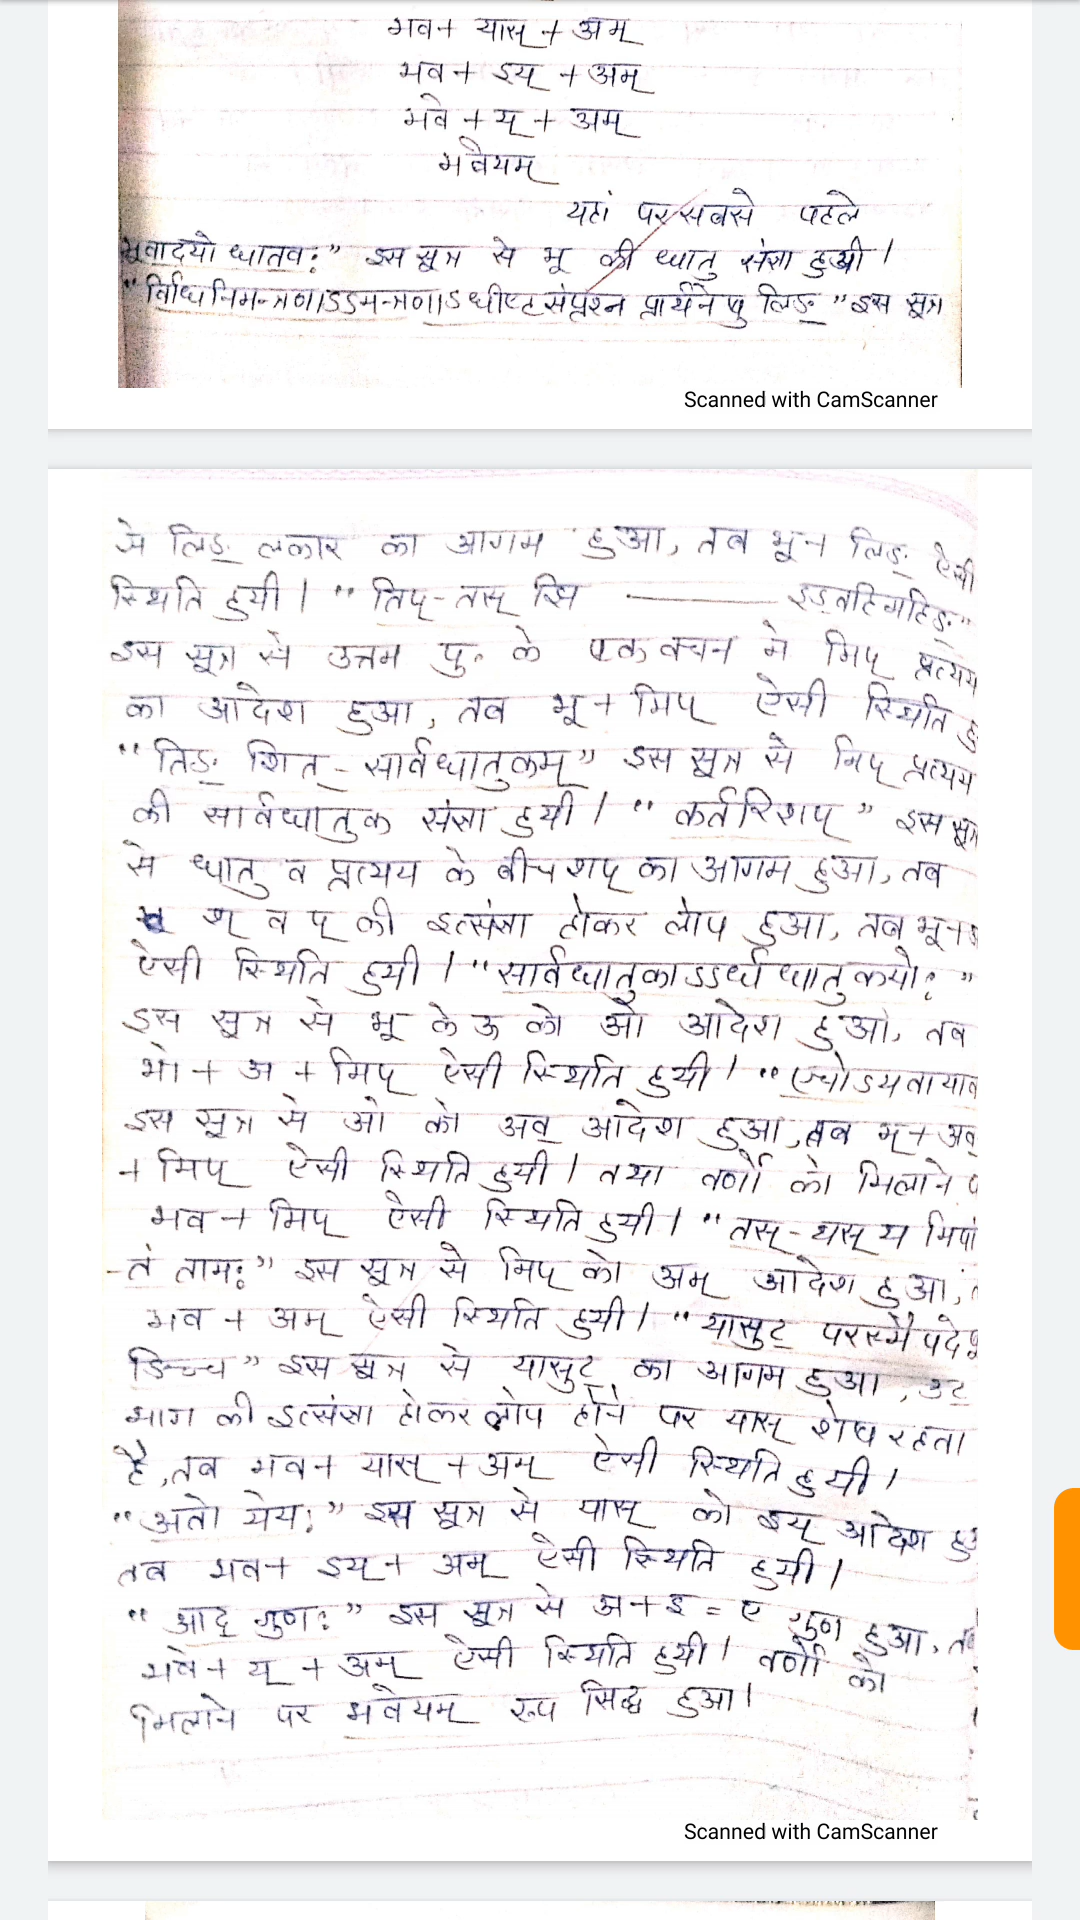 भव + यास् + अम्
भव + इय् + अम्
भवे + य् + अम्
भवेयम्
यहां पर सबसे पहले
भूवादयो धातवः" इस सूत्र से भू की धातु संज्ञा हुयी।
"विधिनिमन्त्रणाऽऽमन्त्रणाऽधीष्ट संप्रश्न प्रार्थनेषु लिङ्" इस सूत्र
Scanned with CamScanner
से लिङ् लकार का आगम हुआ, तब भू + लिङ् ऐसी
स्थिति हुयी। "तिप्-तस् झि ——— इड्वहिमहिङ्"
इस सूत्र से उत्तम पु० के एकवचन मे मिप् प्रत्यय
का आदेश हुआ, तब भू + मिप् ऐसी स्थिति हु
"तिङ् शित् - सार्वधातुकम्" इस सूत्र से मिप् प्रत्यय
की सार्वधातुक संज्ञा हुयी। "कर्तरिशप्" इस सूत्र
से धातु व प्रत्यय के बीच शप् का आगम हुआ, तब
श् व प् की इत्संज्ञा होकर लोप हुआ, तब भू + अ
ऐसी स्थिति हुयी। "सार्वधातुकाऽऽर्धधातुकयोः"
इस सूत्र से भू के ऊ को ओ आदेश हुआ, तब
भो + अ + मिप् ऐसी स्थिति हुयी। "एचोऽयवायाव
इस सूत्र से ओ को अव् आदेश हुआ, तब भ् + अव्
+ मिप् ऐसी स्थिति हुयी। तथा वर्णों को मिलाने प
भव + मिप् ऐसी स्थिति हुयी। "तस्-थस् थ मिपां
-तं तामः" इस सूत्र से मिप् को अम् आदेश हुआ, त
भव + अम् ऐसी स्थिति हुयी। "यासुट् परस्मैपदेषु
ङिच्च" इस सूत्र से यासुट् का आगम हुआ, उट्
भाग की इत्संज्ञा होकर लोप होने पर यास् शेष रहता
है, तब भव + यास् + अम् ऐसी स्थिति हुयी।
"अतो येयः" इस सूत्र से यास् को इय् आदेश हु
तब भव + इय् + अम् ऐसी स्थिति हुयी।
"आद् गुणः" इस सूत्र से अ + इ = ए गुण हुआ, तब
भवे + य् + अम् ऐसी स्थिति हुयी। वर्णों को
मिलाने पर भवेयम् रूप सिद्ध हुआ।
Scanned with CamScanner